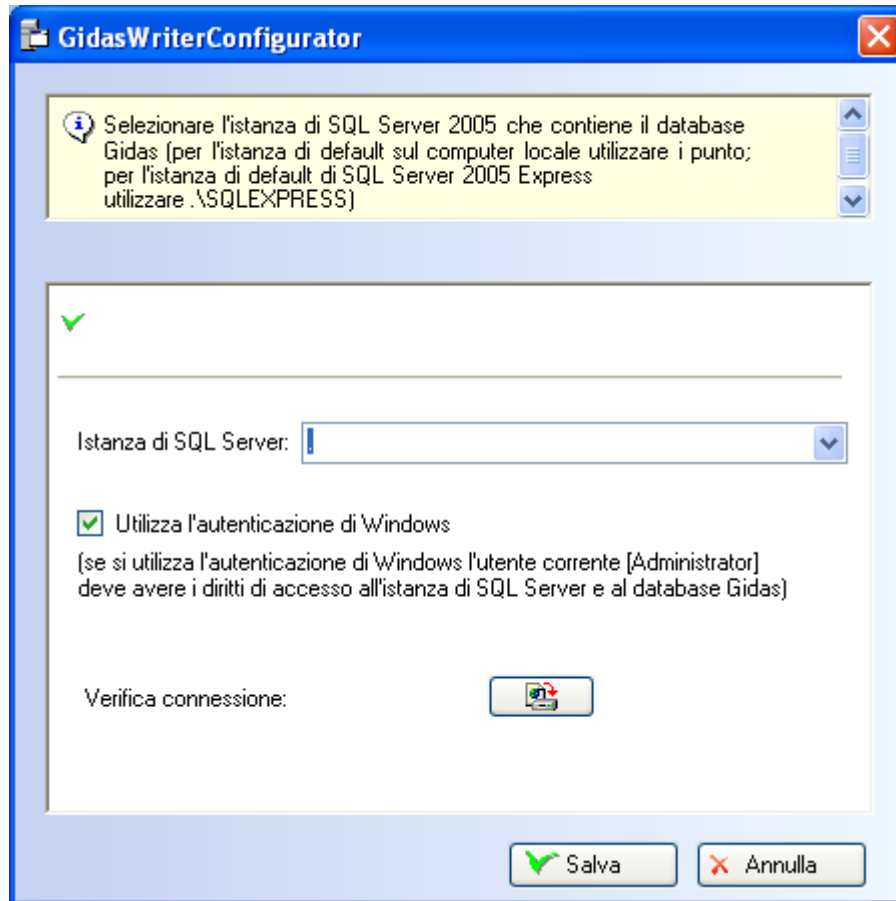 GidasWriterConfigurator
Selezionare l'istanza di SQL Server 2005 che contiene il database
Gidas (per l'istanza di default sul computer locale utilizzare i punto;
per l'istanza di default di SQL Server 2005 Express
utilizzare .\SQLEXPRESS)
Istanza di SQL Server: .
Utilizza l'autenticazione di Windows
(se si utilizza l'autenticazione di Windows l'utente corrente [Administrator]
deve avere i diritti di accesso all'istanza di SQL Server e al database Gidas)
Verifica connessione:
Salva Annulla